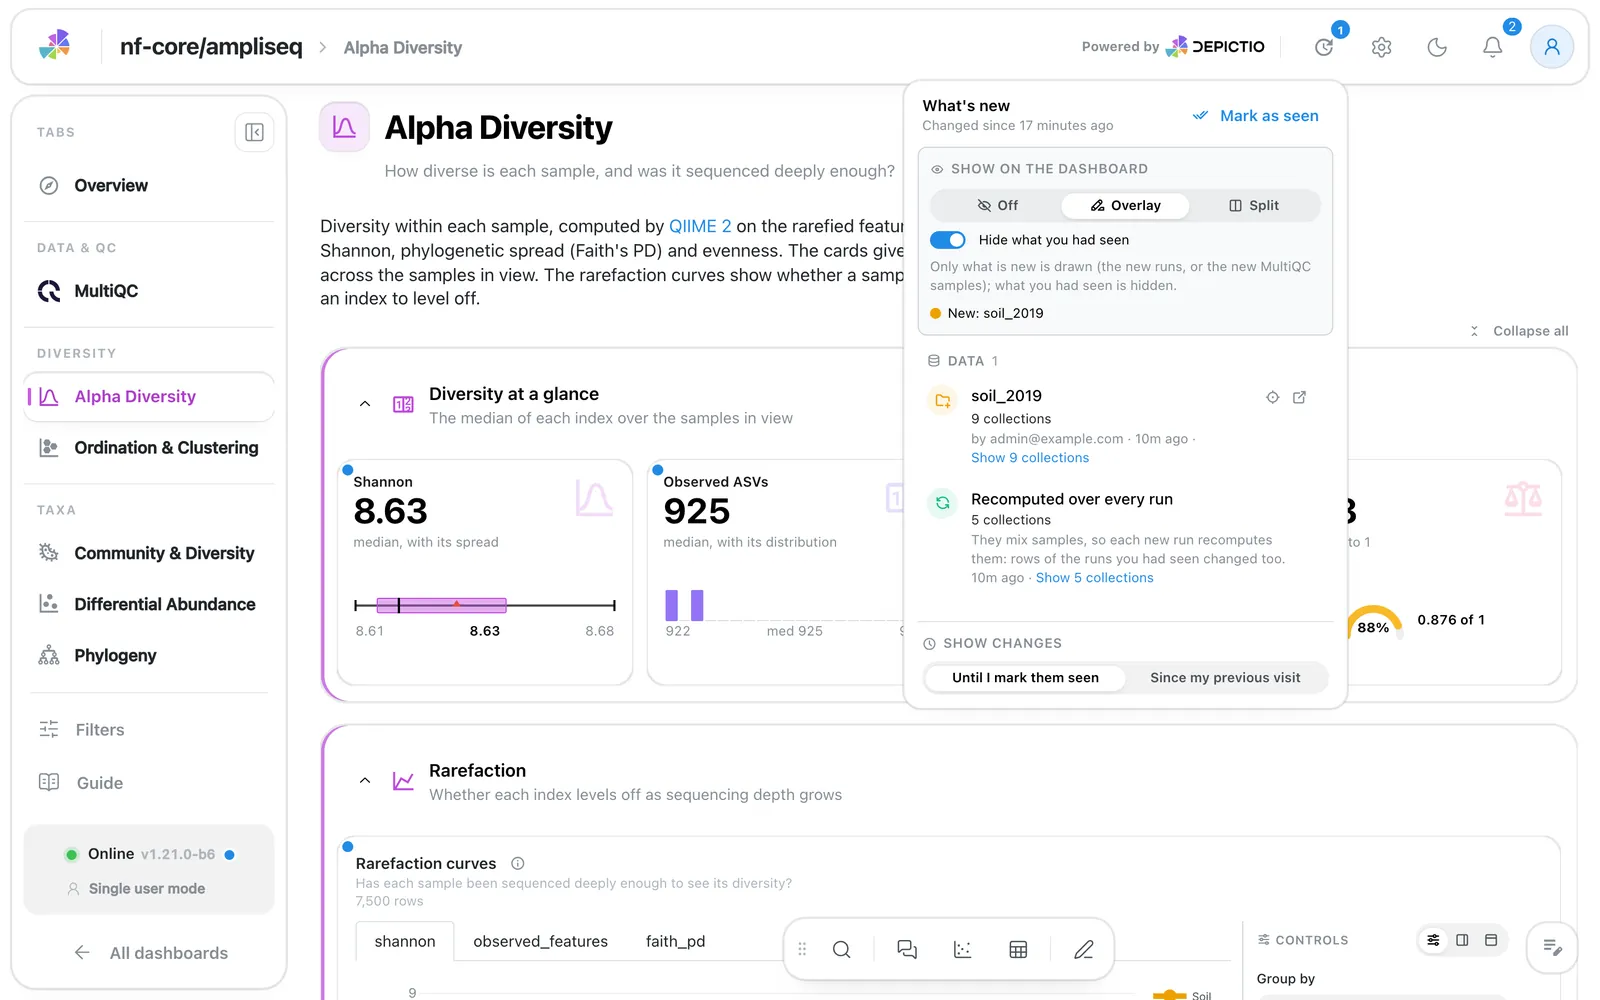 nf-core/ampliseq
Alpha Diversity
Powered by DEPICTIO
1
2
TABS
Overview
DATA & QC
MultiQC
DIVERSITY
Alpha Diversity
Ordination & Clustering
TAXA
Community & Diversity
Differential Abundance
Phylogeny
Filters
Guide
Online v1.21.0-b6
Single user mode
All dashboards
Alpha Diversity
How diverse is each sample, and was it sequenced deeply enough?
Diversity within each sample, computed by QIIME 2 on the rarefied
Shannon, phylogenetic spread (Faith's PD) and evenness. The cards give
across the samples in view. The rarefaction curves show whether a
an index to level off.
Collapse all
Diversity at a glance
The median of each index over the samples in view
Shannon
8.63
median, with its spread
8.61
8.63
8.68
Observed ASVs
925
median, with its distribution
922
med 925
to 1
88%
0.876 of 1
What's new
Changed since 17 minutes ago
Mark as seen
SHOW ON THE DASHBOARD
Off
Overlay
Split
Hide what you had seen
Only what is new is drawn (the new runs, or the new MultiQC
samples); what you had seen is hidden.
New: soil_2019
DATA 1
soil_2019
9 collections
by admin@example.com · 10m ago ·
Show 9 collections
Recomputed over every run
5 collections
They mix samples, so each new run recomputes
them: rows of the runs you had seen changed too.
10m ago · Show 5 collections
SHOW CHANGES
Until I mark them seen
Since my previous visit
Rarefaction
Whether each index levels off as sequencing depth grows
Rarefaction curves
Has each sample been sequenced deeply enough to see its diversity?
7,500 rows
shannon
observed_features
faith_pd
9
Soil
CONTROLS
Group by